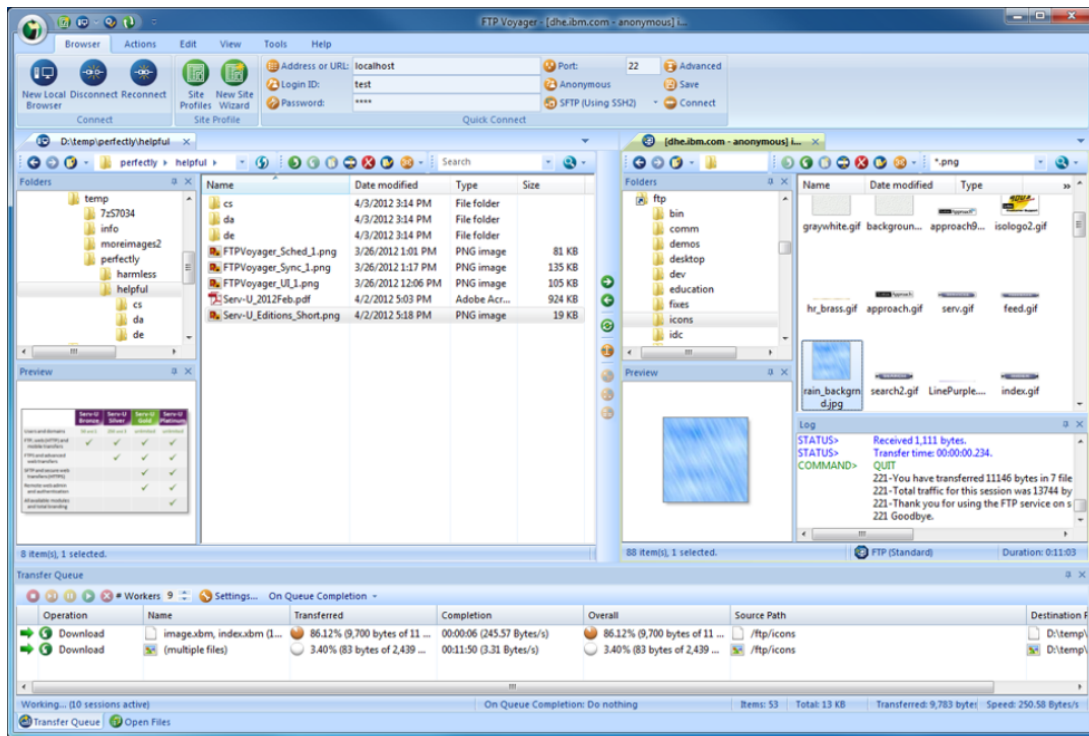 FTP Voyager - [dhe.ibm.com - anonymous] i...
Browser Actions Edit View Tools Help
New Local Browser
Disconnect
Reconnect
Connect
Site Profiles
New Site Wizard
Site Profile
Address or URL: localhost
Login ID: test
Password: ****
Port: 22
Anonymous
SFTP (Using SSH2)
Advanced
Save
Connect
Quick Connect
D:\temp\perfectly\helpful
perfectly helpful
Search
Folders
temp
7zS7034
info
moreimages2
perfectly
harmless
helpful
cs
da
de
Name Date modified Type Size
cs 4/3/2012 3:14 PM File folder
da 4/3/2012 3:14 PM File folder
de 4/3/2012 3:14 PM File folder
FTPVoyager_Sched_1.png 3/26/2012 1:01 PM PNG image 81 KB
FTPVoyager_Sync_1.png 3/26/2012 1:17 PM PNG image 135 KB
FTPVoyager_UI_1.png 3/26/2012 12:06 PM PNG image 105 KB
Serv-U_2012Feb.pdf 4/2/2012 5:03 PM Adobe Acr... 924 KB
Serv-U_Editions_Short.png 4/2/2012 5:18 PM PNG image 19 KB
Preview
Serv-U Bronze Serv-U Silver Serv-U Gold Serv-U Platinum
Users and domains
unlimited unlimited
8 item(s), 1 selected.
[dhe.ibm.com - anonymous] i...
*.png
Folders
ftp
bin
comm
demos
desktop
dev
education
fixes
icons
idc
Name Date modified Type
graywhite.gif backgroun... approach9... isologo2.gif
hr_brass.gif approach.gif serv.gif feed.gif
rain_backgrn
d.jpg
search2.gif LinePurple.... index.gif
Preview
Log
STATUS> Received 1,111 bytes.
STATUS> Transfer time: 00:00:00.234.
COMMAND> QUIT
221-You have transferred 11146 bytes in 7 file
221-Total traffic for this session was 13744 by
221-Thank you for using the FTP service on s
221 Goodbye.
88 item(s), 1 selected. FTP (Standard) Duration: 0:11:03
Transfer Queue
# Workers 9 Settings... On Queue Completion
Operation Name Transferred Completion Overall Source Path Destination P
Download image.xbm, index.xbm (1... 86.12% (9,700 bytes of 11 ... 00:00:06 (245.57 Bytes/s) 86.12% (9,700 bytes of 11 ... /ftp/icons D:\temp\
Download (multiple files) 3.40% (83 bytes of 2,439 ... 00:11:50 (3.31 Bytes/s) 3.40% (83 bytes of 2,439 ... /ftp/icons D:\temp\
Working... (10 sessions active) On Queue Completion: Do nothing Items: 53 Total: 13 KB Transferred: 9,783 bytes Speed: 250.58 Bytes/s
Transfer Queue Open Files